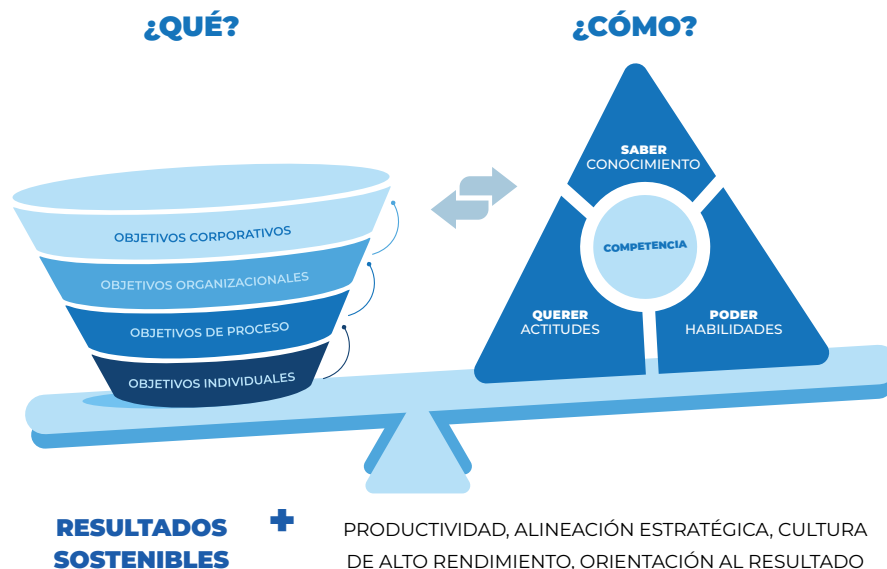 ¿QUÉ?
¿CÓMO?
OBJETIVOS CORPORATIVOS
OBJETIVOS ORGANIZACIONALES
OBJETIVOS DE PROCESO
OBJETIVOS INDIVIDUALES
SABER
CONOCIMIENTO
COMPETENCIA
QUERER
ACTITUDES
PODER
HABILIDADES
RESULTADOS
SOSTENIBLES
+
PRODUCTIVIDAD, ALINEACIÓN ESTRATÉGICA, CULTURA
DE ALTO RENDIMIENTO, ORIENTACIÓN AL RESULTADO